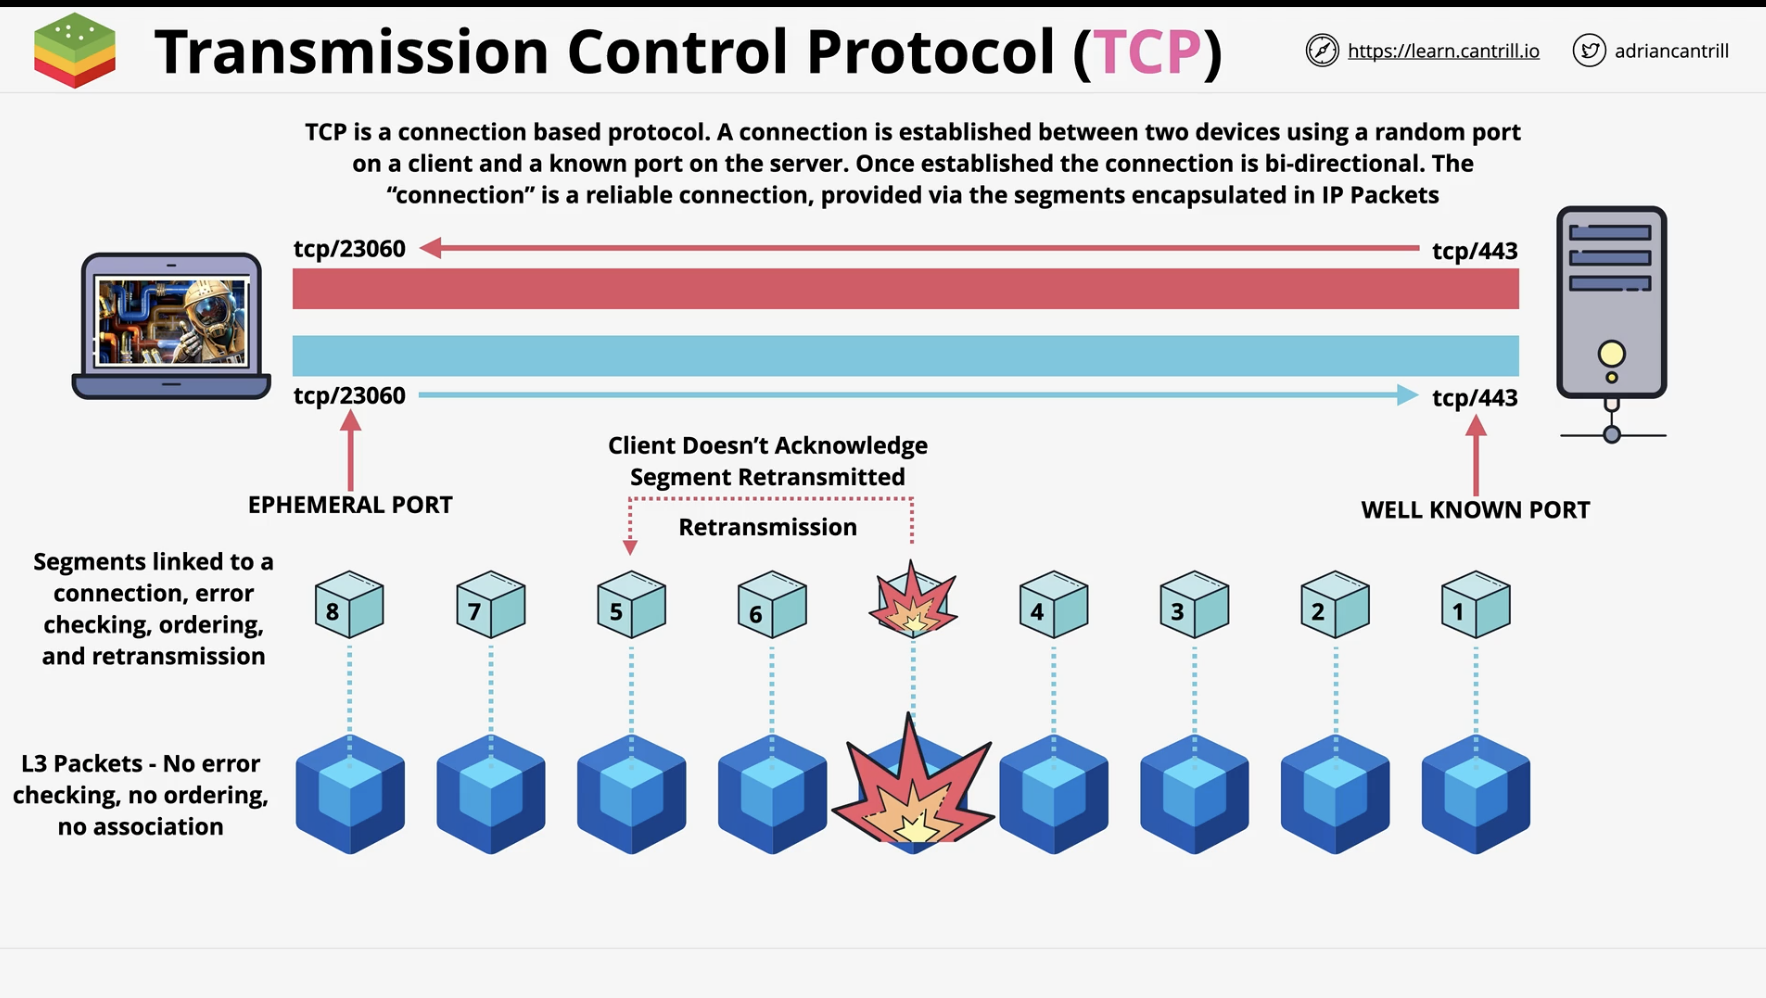 Transmission Control Protocol (TCP)
https://learn.cantrill.io
adriancantrill
TCP is a connection based protocol. A connection is established between two devices using a random port
on a client and a known port on the server. Once established the connection is bi-directional. The
“connection” is a reliable connection, provided via the segments encapsulated in IP Packets
tcp/23060
tcp/443
tcp/23060
tcp/443
EPHEMERAL PORT
WELL KNOWN PORT
Client Doesn’t Acknowledge
Segment Retransmitted
Retransmission
Segments linked to a
connection, error
checking, ordering,
and retransmission
8
7
5
6
4
3
2
1
L3 Packets - No error
checking, no ordering,
no association